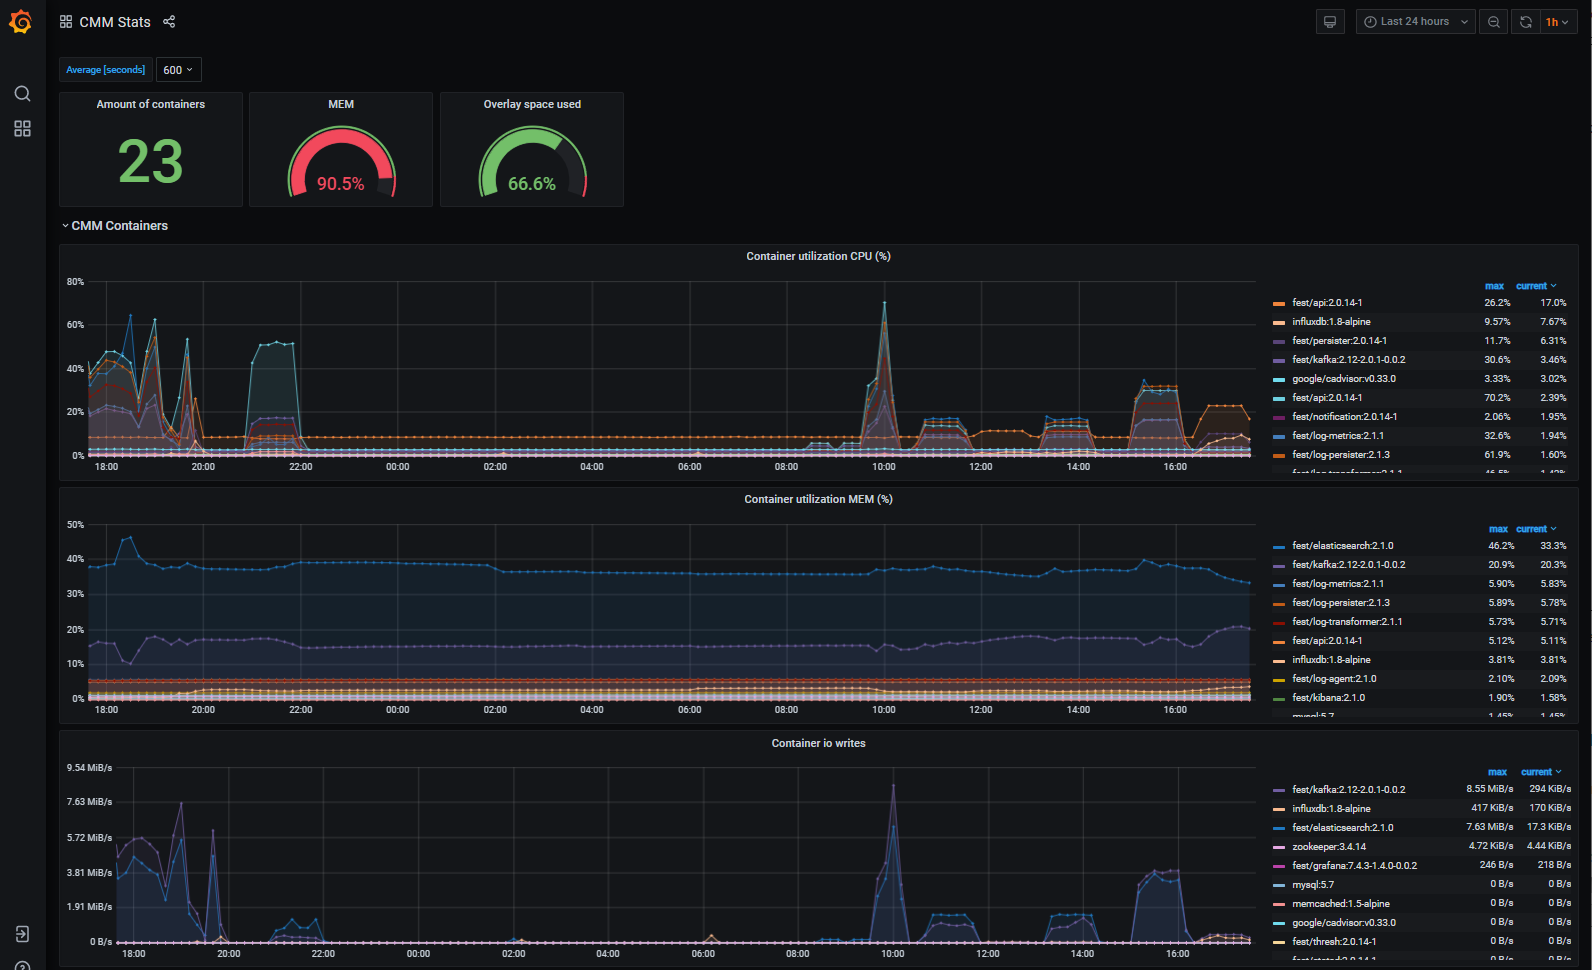 CMM Stats
Last 24 hours
1h
Average [seconds] 600
Amount of containers
23
MEM
90.5%
Overlay space used
66.6%
CMM Containers
Container utilization CPU (%)
80%
60%
40%
20%
0%
18:00 20:00 22:00 00:00 02:00 04:00 06:00 08:00 10:00 12:00 14:00 16:00
max current
fest/api:2.0.14-1 26.2% 17.0%
influxdb:1.8-alpine 9.57% 7.67%
fest/persister:2.0.14-1 11.7% 6.31%
fest/kafka:2.12-2.0.1-0.0.2 30.6% 3.46%
google/cadvisor:v0.33.0 3.33% 3.02%
fest/api:2.0.14-1 70.2% 2.39%
fest/notification:2.0.14-1 2.06% 1.95%
fest/log-metrics:2.1.1 32.6% 1.94%
fest/log-persister:2.1.3 61.9% 1.60%
fest/log-transformer:2.1.1 46.5% 1.42%
Container utilization MEM (%)
50%
40%
30%
20%
10%
0%
18:00 20:00 22:00 00:00 02:00 04:00 06:00 08:00 10:00 12:00 14:00 16:00
max current
fest/elasticsearch:2.1.0 46.2% 33.3%
fest/kafka:2.12-2.0.1-0.0.2 20.9% 20.3%
fest/log-metrics:2.1.1 5.90% 5.83%
fest/log-persister:2.1.3 5.89% 5.78%
fest/log-transformer:2.1.1 5.73% 5.71%
fest/api:2.0.14-1 5.12% 5.11%
influxdb:1.8-alpine 3.81% 3.81%
fest/log-agent:2.1.0 2.10% 2.09%
fest/kibana:2.1.0 1.90% 1.58%
mysql:5.7 1.45% 1.45%
Container io writes
9.54 MiB/s
7.63 MiB/s
5.72 MiB/s
3.81 MiB/s
1.91 MiB/s
0 B/s
18:00 20:00 22:00 00:00 02:00 04:00 06:00 08:00 10:00 12:00 14:00 16:00
max current
fest/kafka:2.12-2.0.1-0.0.2 8.55 MiB/s 294 KiB/s
influxdb:1.8-alpine 417 KiB/s 170 KiB/s
fest/elasticsearch:2.1.0 7.63 MiB/s 17.3 KiB/s
zookeeper:3.4.14 4.72 KiB/s 4.44 KiB/s
fest/grafana:7.4.3-1.4.0-0.0.2 246 B/s 218 B/s
mysql:5.7 0 B/s 0 B/s
memcached:1.5-alpine 0 B/s 0 B/s
google/cadvisor:v0.33.0 0 B/s 0 B/s
fest/thresh:2.0.14-1 0 B/s 0 B/s
0 B/s 0 B/s